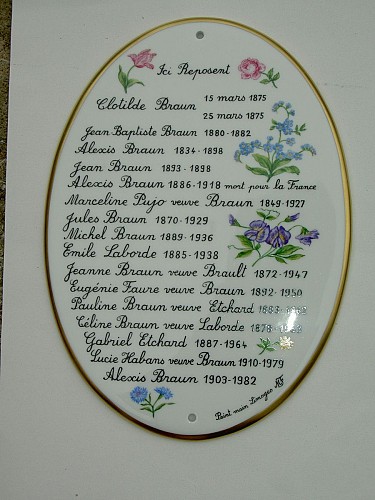 Ici Reposent
Clotilde Braun 15 mars 1875
25 mars 1875
Jean Baptiste Braun 1880-1882
Alexis Braun 1834-1898
Jean Braun 1893-1898
Alexis Braun 1886-1918 mort pour la France
Marceline Pujo veuve Braun 1849-1927
Jules Braun 1870-1929
Michel Braun 1889-1936
Emile Laborde 1885-1938
Jeanne Braun veuve Brault 1872-1947
Eugénie Faure veuve Braun 1892-1950
Pauline Braun veuve Etchard
Céline Braun veuve Laborde
Gabriel Etchard 1887-1964
Lucie Habans veuve Braun 1910-1979
Alexis Braun 1903-1982
Peint main Limoges